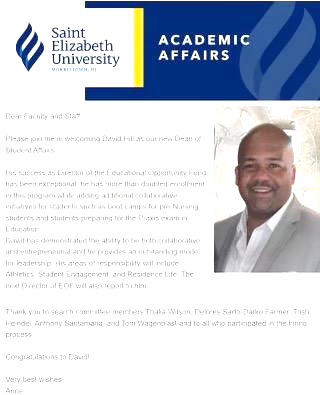 Saint
Elizabeth
University
MORRISTOWN, NJ
ACADEMIC
AFFAIRS
Dear Faculty and Staff
Please join me in welcoming David Hill as our new Dean of
Student Affairs
His success as Director of the Educational Opportunity Fund
has been exceptional: he has more than doubled enrollment
in this program while adding additional collaborative
initiatives for students such as boot camps for pre Nursing
students and students preparing for the Praxis exam in
Education
David has demonstrated the ability to be both collaborative
and entrepreneurial and he provides an outstanding model
for leadership. His areas of responsibility will include
Athletics, Student Engagement, and Residence Life. The
next Director of EOF will also report to him.
Thank you to search committee members Thalia Wilson, Delores Darko Farmer, Trish
Heindel, Anthony Santamaria, and Tom Wagenblast and to all who participated in the hiring
process
Congratulations to David!
Very best wishes
Anne